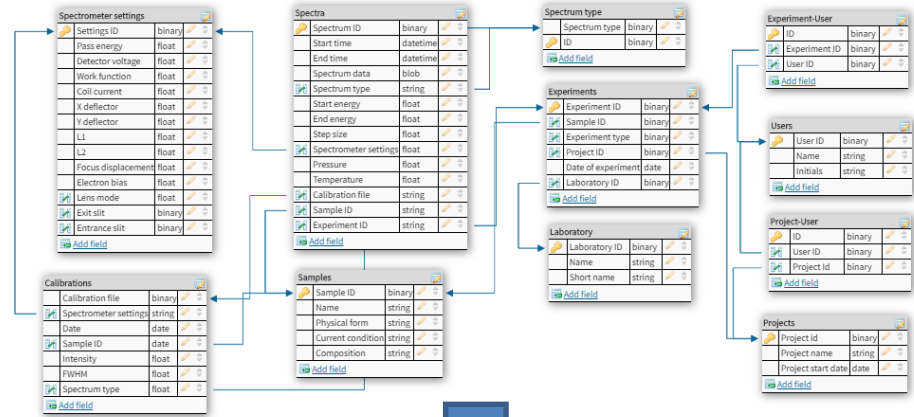 Spectrometer settings
Settings ID binary
Pass energy float
Detector voltage float
Work function float
Coil current float
X deflector float
Y deflector float
L1 float
L2 float
Focus displacement float
Electron bias float
Lens mode float
Exit slit binary
Entrance slit binary
Add field
Spectra
Spectrum ID binary
Start time datetime
End time datetime
Spectrum data blob
Spectrum type string
Start energy float
End energy float
Step size float
Spectrometer settings float
Pressure float
Temperature float
Calibration file string
Sample ID string
Experiment ID string
Add field
Spectrum type
Spectrum type binary
ID binary
Add field
Experiment-User
ID binary
Experiment ID binary
User ID binary
Add field
Experiments
Experiment ID binary
Sample ID binary
Experiment type binary
Project ID binary
Date of experiment date
Laboratory ID binary
Add field
Users
User ID binary
Name string
Initials string
Add field
Laboratory
Laboratory ID binary
Name string
Short name string
Add field
Project-User
ID binary
User ID binary
Project Id binary
Add field
Calibrations
Calibration file binary
Spectrometer settings string
Date date
Sample ID date
Intensity float
FWHM float
Spectrum type float
Add field
Samples
Sample ID binary
Name string
Physical form string
Current condition string
Composition string
Add field
Projects
Project id binary
Project name string
Project start date date
Add field